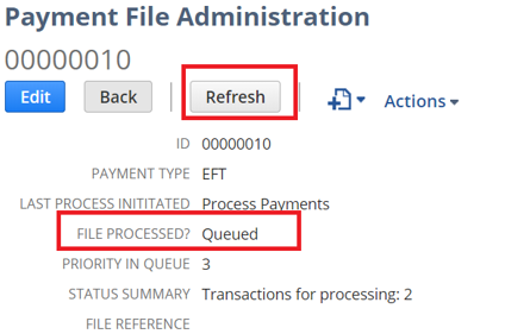 Payment File Administration
00000010
Edit Back Refresh Actions
ID 00000010
PAYMENT TYPE EFT
LAST PROCESS INITITATED Process Payments
FILE PROCESSED? Queued
PRIORITY IN QUEUE 3
STATUS SUMMARY Transactions for processing: 2
FILE REFERENCE